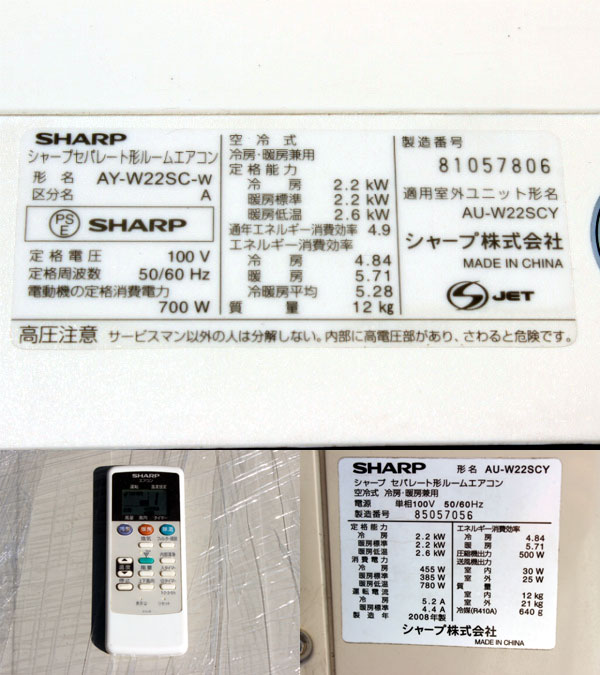 SHARP
シャープセパレート形ルームエアコン
形 名 AY-W22SC-W
区分名 A
PS E SHARP
定格電圧 100 V
定格周波数 50/60 Hz
電動機の定格消費電力
700 W
空冷式
冷房・暖房兼用
定格能力
冷房 2.2 kW
暖房標準 2.2 kW
暖房低温 2.6 kW
通年エネルギー消費効率 4.9
エネルギー消費効率
冷房 4.84
暖房 5.71
冷暖房平均 5.28
質量 12 kg
製造番号
81057806
適用室外ユニット形名
AU-W22SCY
シャープ株式会社
MADE IN CHINA
JET
高圧注意 サービスマン以外の人は分解しない。内部に高電圧部があり、さわると危険です。
SHARP
エアコン
SHARP 形名 AU-W22SCY
シャープ セパレート形ルームエアコン
空冷式 冷房・暖房兼用
電源 単相100V 50/60Hz
製造番号 85057056
定格能力
冷房 2.2 kW
暖房標準 2.2 kW
暖房低温 2.6 kW
消費電力
冷房 455 W
暖房標準 385 W
暖房低温 780 W
運転電流
冷房 5.2 A
暖房標準 4.4 A
製造年 2008年製
エネルギー消費効率
冷房 4.84
暖房 5.71
圧縮機出力 500 W
送風機出力
室内 30 W
室外 25 W
質量
室内 12 kg
室外 21 kg
冷媒(R410A) 640 g
シャープ株式会社
MADE IN CHINA